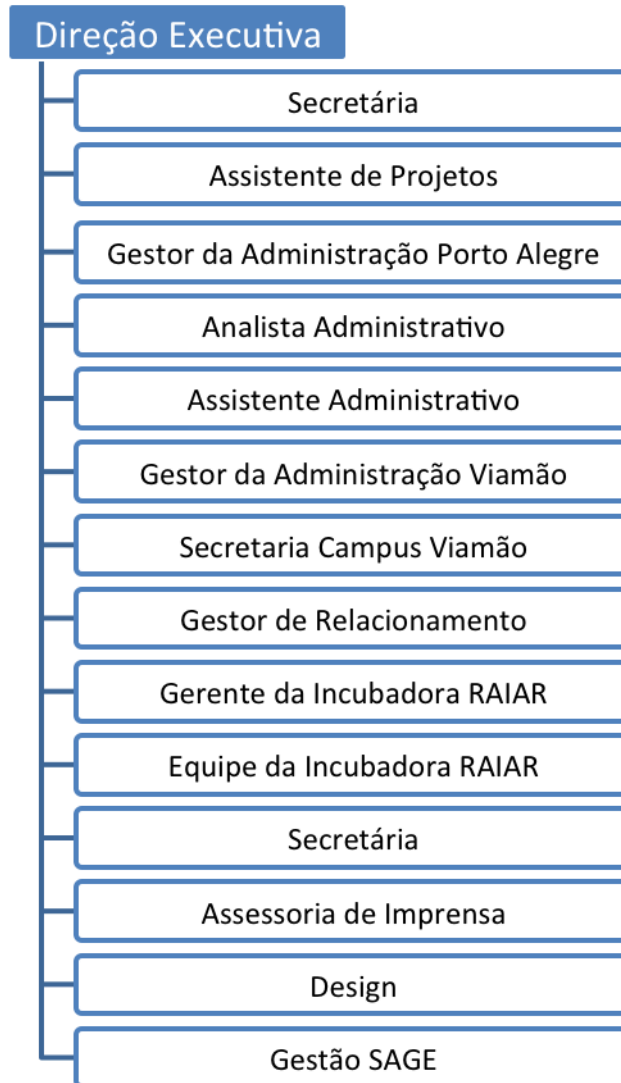 Direção Executiva
Secretária
Assistente de Projetos
Gestor da Administração Porto Alegre
Analista Administrativo
Assistente Administrativo
Gestor da Administração Viamão
Secretaria Campus Viamão
Gestor de Relacionamento
Gerente da Incubadora RAIAR
Equipe da Incubadora RAIAR
Secretária
Assessoria de Imprensa
Design
Gestão SAGE